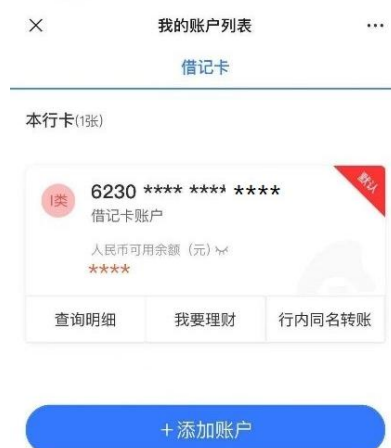 我的账户列表
借记卡
本行卡(1张)
默认
I类
6230 **** **** ****
借记卡账户
人民币可用余额（元）
****
查询明细 我要理财 行内同名转账
+添加账户